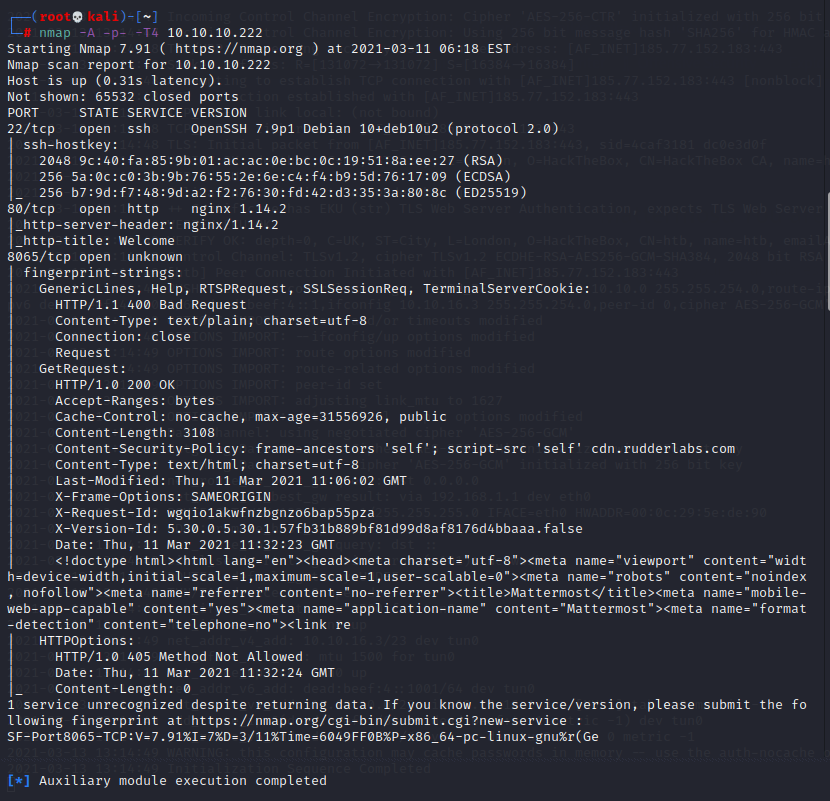 ┌──(root💀kali)-[~]
└─# nmap -A -p- -T4 10.10.10.222
Starting Nmap 7.91 ( https://nmap.org ) at 2021-03-11 06:18 EST
Nmap scan report for 10.10.10.222
Host is up (0.31s latency).
Not shown: 65532 closed ports
PORT     STATE SERVICE VERSION
22/tcp   open  ssh     OpenSSH 7.9p1 Debian 10+deb10u2 (protocol 2.0)
| ssh-hostkey:
|   2048 9c:40:fa:85:9b:01:ac:ac:0e:bc:0c:19:51:8a:ee:27 (RSA)
|   256 5a:0c:c0:3b:9b:76:55:2e:6e:c4:f4:b9:5d:76:17:09 (ECDSA)
|_  256 b7:9d:f7:48:9d:a2:f2:76:30:fd:42:d3:35:3a:80:8c (ED25519)
80/tcp   open  http    nginx 1.14.2
|_http-server-header: nginx/1.14.2
|_http-title: Welcome
8065/tcp open  unknown
| fingerprint-strings:
|   GenericLines, Help, RTSPRequest, SSLSessionReq, TerminalServerCookie:
|     HTTP/1.1 400 Bad Request
|     Content-Type: text/plain; charset=utf-8
|     Connection: close
|     Request
|   GetRequest:
|     HTTP/1.0 200 OK
|     Accept-Ranges: bytes
|     Cache-Control: no-cache, max-age=31556926, public
|     Content-Length: 3108
|     Content-Security-Policy: frame-ancestors 'self'; script-src 'self' cdn.rudderlabs.com
|     Content-Type: text/html; charset=utf-8
|     Last-Modified: Thu, 11 Mar 2021 11:06:02 GMT
|     X-Frame-Options: SAMEORIGIN
|     X-Request-Id: wgqio1akwfnzbgnzo6bap55pza
|     X-Version-Id: 5.30.0.5.30.1.57fb31b889bf81d99d8af8176d4bbaaa.false
|     Date: Thu, 11 Mar 2021 11:32:23 GMT
|     <!doctype html><html lang="en"><head><meta charset="utf-8"><meta name="viewport" content="widt
h=device-width,initial-scale=1,maximum-scale=1,user-scalable=0"><meta name="robots" content="noindex
, nofollow"><meta name="referrer" content="no-referrer"><title>Mattermost</title><meta name="mobile-
web-app-capable" content="yes"><meta name="application-name" content="Mattermost"><meta name="format
-detection" content="telephone=no"><link re
|   HTTPOptions:
|     HTTP/1.0 405 Method Not Allowed
|     Date: Thu, 11 Mar 2021 11:32:24 GMT
|_    Content-Length: 0
1 service unrecognized despite returning data. If you know the service/version, please submit the fo
llowing fingerprint at https://nmap.org/cgi-bin/submit.cgi?new-service :
SF-Port8065-TCP:V=7.91%I=7%D=3/11%Time=6049FF0B%P=x86_64-pc-linux-gnu%r(Ge
[*] Auxiliary module execution completed